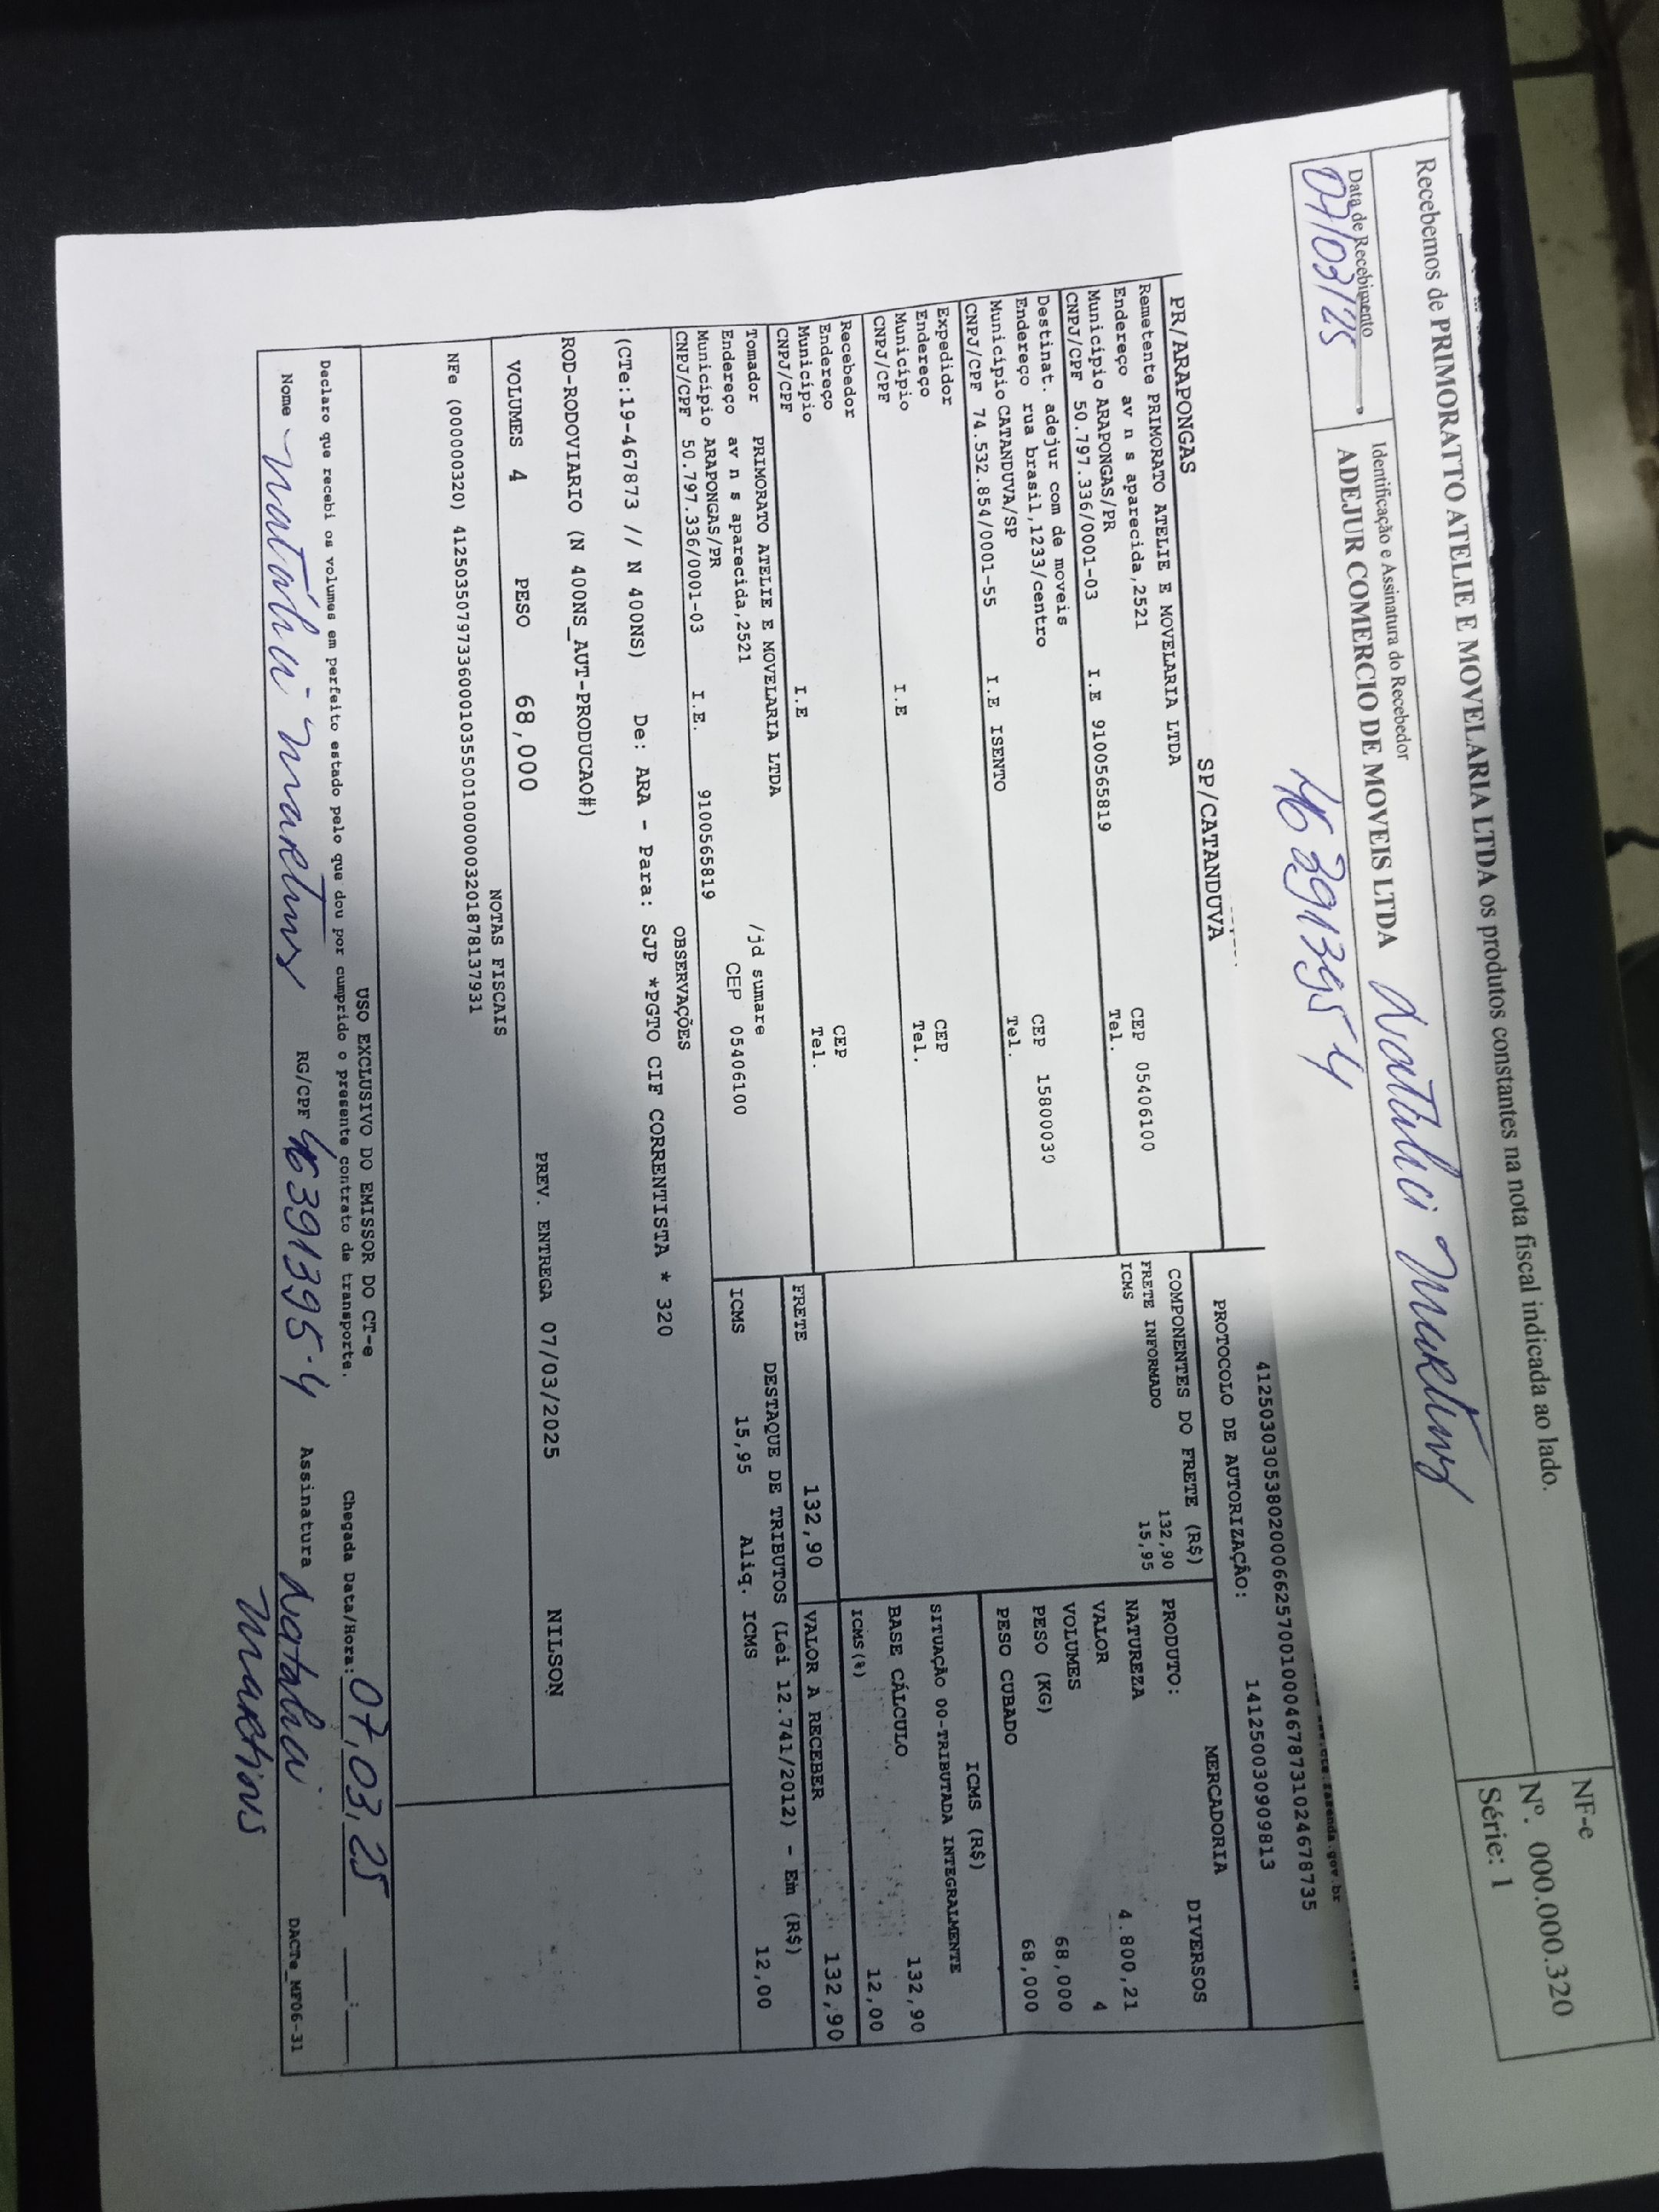 Recebemos de PRIMORATTO ATELIE E MOVELARIA LTDA os produtos constantes na nota fiscal indicada ao lado.
NF-e
Nº. 000.000.320
Série: 1
Data de Recebimento
07/03/25
Identificação e Assinatura do Recebedor
ADEJUR COMERCIO DE MOVEIS LTDA Natalia Martins
463913954
41250303053802000662570010004678731024678735
PROTOCOLO DE AUTORIZAÇÃO: 141250030909813
PR/ARAPONGAS SP/CATANDUVA
Remetente PRIMORATO ATELIE E MOVELARIA LTDA
Endereço av n s aparecida,2521 CEP 05406100
Município ARAPONGAS/PR Tel.
CNPJ/CPF 50.797.336/0001-03 I.E 9100565819
Destinat. adejur com de moveis
Endereço rua brasil,1233/centro CEP 15800030
Município CATANDUVA/SP Tel.
CNPJ/CPF 74.532.854/0001-55 I.E ISENTO
Expedidor
Endereço CEP
Município Tel.
CNPJ/CPF I.E
Recebedor
Endereço CEP
Município Tel.
CNPJ/CPF I.E
Tomador PRIMORATO ATELIE E MOVELARIA LTDA
Endereço av n s aparecida,2521 /jd sumare
Município ARAPONGAS/PR CEP 05406100
CNPJ/CPF 50.797.336/0001-03 I.E. 9100565819
COMPONENTES DO FRETE (R$)
FRETE INFORMADO 132,90
ICMS 15,95
MERCADORIA
PRODUTO: DIVERSOS
NATUREZA
VALOR 4.800,21
VOLUMES 4
PESO (KG) 68,000
PESO CUBADO 68,000
ICMS (R$)
SITUAÇÃO 00-TRIBUTADA INTEGRALMENTE
BASE CÁLCULO 132,90
ICMS(%) 12,00
FRETE 132,90 VALOR A RECEBER 132,90
DESTAQUE DE TRIBUTOS (Lei 12.741/2012) - Em (R$)
ICMS 15,95 Aliq. ICMS 12,00
OBSERVAÇÕES
(CTe:19-467873 // N 400NS) De: ARA - Para: SJP *PGTO CIF CORRENTISTA * 320
ROD-RODOVIARIO (N 400NS_AUT-PRODUCAO#)
PREV. ENTREGA 07/03/2025 NILSON
VOLUMES 4 PESO 68,000
NOTAS FISCAIS
NFe (000000320) 41250350797336000103550010000003201878137931
USO EXCLUSIVO DO EMISSOR DO CT-e
Declaro que recebi os volumes em perfeito estado pelo que dou por cumprido o presente contrato de transporte.
Chegada Data/Hora: 07,03,25 :
Nome Natália Martins RG/CPF 46391395-4 Assinatura Natalia
Martins
DACTe_MF06-31